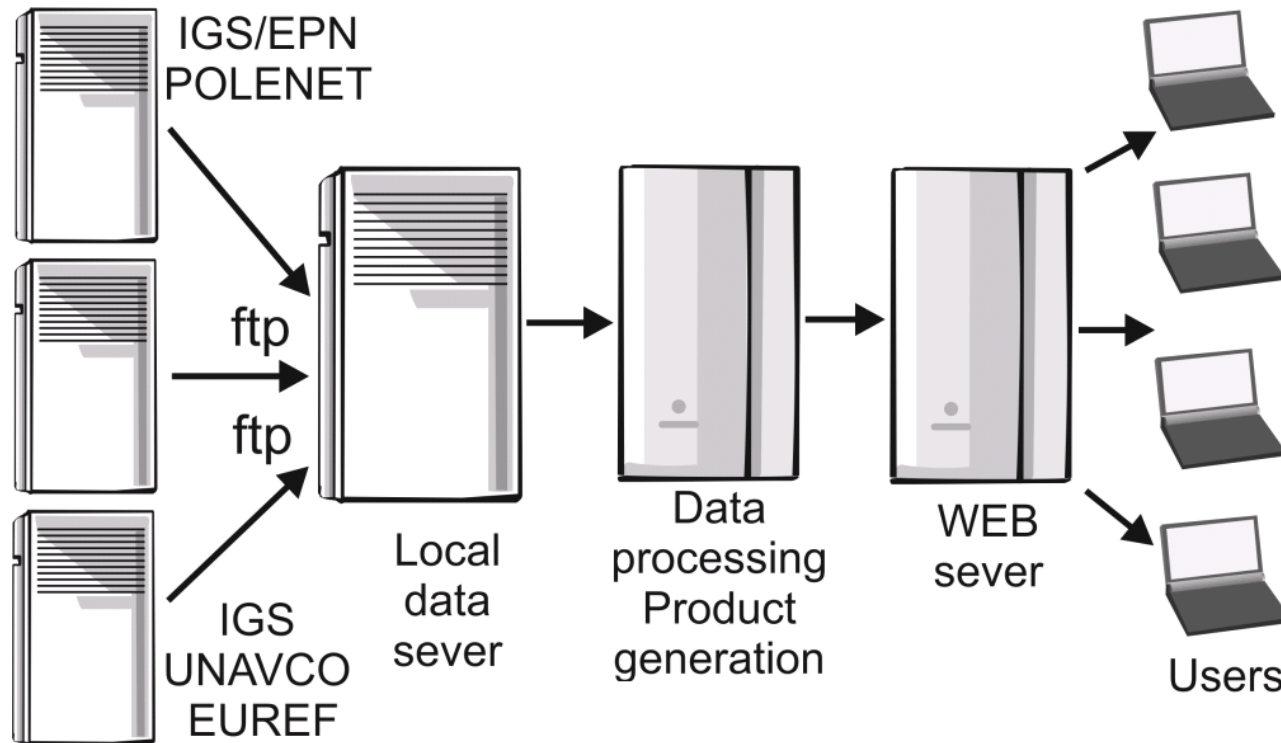 IGS/EPN
POLENET
ftp
ftp
IGS
UNAVCO
EUREF
Local
data
sever
Data
processing
Product
generation
WEB
sever
Users